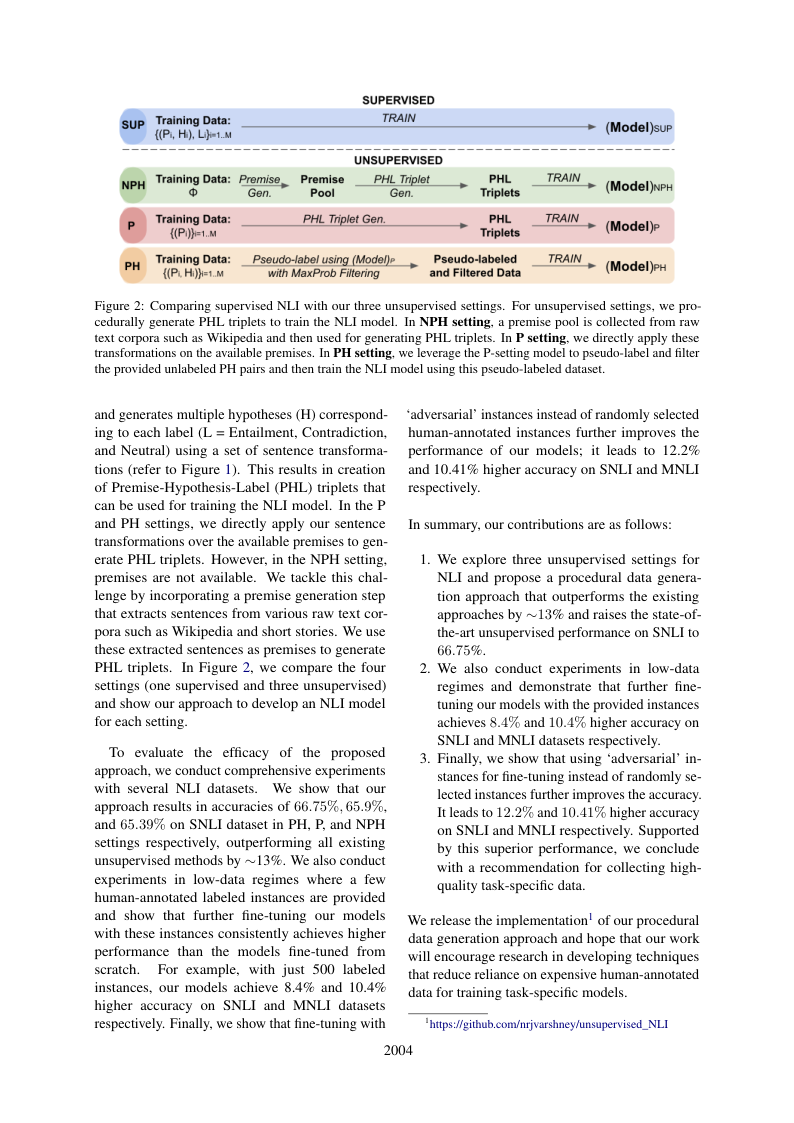 SUPERVISED
SUP
Training Data:
{(Pi, Hi), Li}i=1..M
TRAIN
(Model)SUP
UNSUPERVISED
NPH
Training Data:
Φ
Premise
Gen.
Premise
Pool
PHL Triplet
Gen.
PHL
Triplets
TRAIN
(Model)NPH
P
Training Data:
{(Pi)}i=1..M
PHL Triplet Gen.
PHL
Triplets
TRAIN
(Model)P
PH
Training Data:
{(Pi, Hi)}i=1..M
Pseudo-label using (Model)P
with MaxProb Filtering
Pseudo-labeled
and Filtered Data
TRAIN
(Model)PH
Figure 2: Comparing supervised NLI with our three unsupervised settings. For unsupervised settings, we pro-
cedurally generate PHL triplets to train the NLI model. In NPH setting, a premise pool is collected from raw
text corpora such as Wikipedia and then used for generating PHL triplets. In P setting, we directly apply these
transformations on the available premises. In PH setting, we leverage the P-setting model to pseudo-label and filter
the provided unlabeled PH pairs and then train the NLI model using this pseudo-labeled dataset.
and generates multiple hypotheses (H) correspond-
ing to each label (L = Entailment, Contradiction,
and Neutral) using a set of sentence transforma-
tions (refer to Figure 1). This results in creation
of Premise-Hypothesis-Label (PHL) triplets that
can be used for training the NLI model. In the P
and PH settings, we directly apply our sentence
transformations over the available premises to gen-
erate PHL triplets. However, in the NPH setting,
premises are not available. We tackle this chal-
lenge by incorporating a premise generation step
that extracts sentences from various raw text cor-
pora such as Wikipedia and short stories. We use
these extracted sentences as premises to generate
PHL triplets. In Figure 2, we compare the four
settings (one supervised and three unsupervised)
and show our approach to develop an NLI model
for each setting.
To evaluate the efficacy of the proposed
approach, we conduct comprehensive experiments
with several NLI datasets. We show that our
approach results in accuracies of 66.75%, 65.9%,
and 65.39% on SNLI dataset in PH, P, and NPH
settings respectively, outperforming all existing
unsupervised methods by ∼13%. We also conduct
experiments in low-data regimes where a few
human-annotated labeled instances are provided
and show that further fine-tuning our models
with these instances consistently achieves higher
performance than the models fine-tuned from
scratch. For example, with just 500 labeled
instances, our models achieve 8.4% and 10.4%
higher accuracy on SNLI and MNLI datasets
respectively. Finally, we show that fine-tuning with
‘adversarial’ instances instead of randomly selected
human-annotated instances further improves the
performance of our models; it leads to 12.2%
and 10.41% higher accuracy on SNLI and MNLI
respectively.
In summary, our contributions are as follows:
1. We explore three unsupervised settings for
NLI and propose a procedural data genera-
tion approach that outperforms the existing
approaches by ∼13% and raises the state-of-
the-art unsupervised performance on SNLI to
66.75%.
2. We also conduct experiments in low-data
regimes and demonstrate that further fine-
tuning our models with the provided instances
achieves 8.4% and 10.4% higher accuracy on
SNLI and MNLI datasets respectively.
3. Finally, we show that using ‘adversarial’ in-
stances for fine-tuning instead of randomly se-
lected instances further improves the accuracy.
It leads to 12.2% and 10.41% higher accuracy
on SNLI and MNLI respectively. Supported
by this superior performance, we conclude
with a recommendation for collecting high-
quality task-specific data.
We release the implementation1 of our procedural
data generation approach and hope that our work
will encourage research in developing techniques
that reduce reliance on expensive human-annotated
data for training task-specific models.
1https://github.com/nrjvarshney/unsupervised_NLI
2004